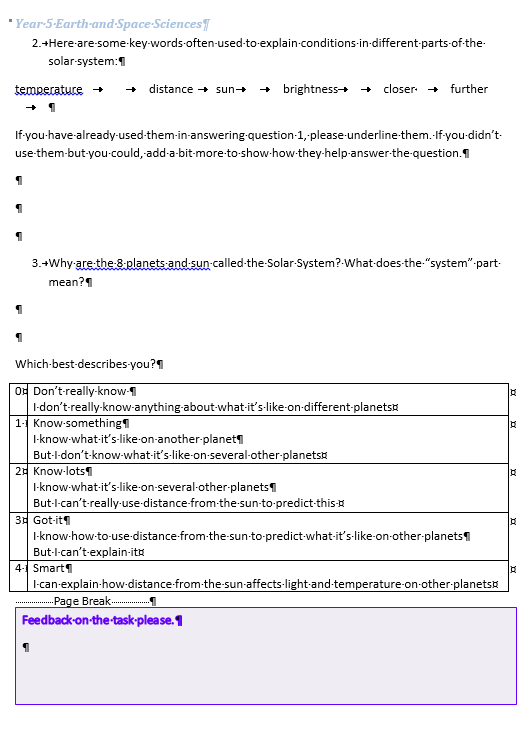 Year 5 Earth and Space Sciences¶
2.→Here are some key words often used to explain conditions in different parts of the
solar system:¶
temperature → → distance → sun→ → brightness→ → closer → further
→ ¶
If you have already used them in answering question 1, please underline them. If you didn't
use them but you could, add a bit more to show how they help answer the question.¶
¶
¶
¶
3.→Why are the 8 planets and sun called the Solar System? What does the "system" part
mean?¶
¶
¶
Which best describes you?¶
0¤ Don't really know ¶
I don't really know anything about what it's like on different planets¤ ¤
1 Know something¶ ¤
I know what it's like on another planet¶
But I don't know what it's like on several other planets¤
2¤ Know lots¶ ¤
I know what it's like on several planets¶
But I can't really use distance from the sun to predict this ¤
3¤ Got it¶ ¤
I know how to use distance from the sun to predict what it's like on other planets¶
But I can't explain it¤
4 Smart¶ ¤
I can explain how distance from the sun affects light and temperature on other planets¤
Page Break ¶
Feedback on the task please.¶
¶